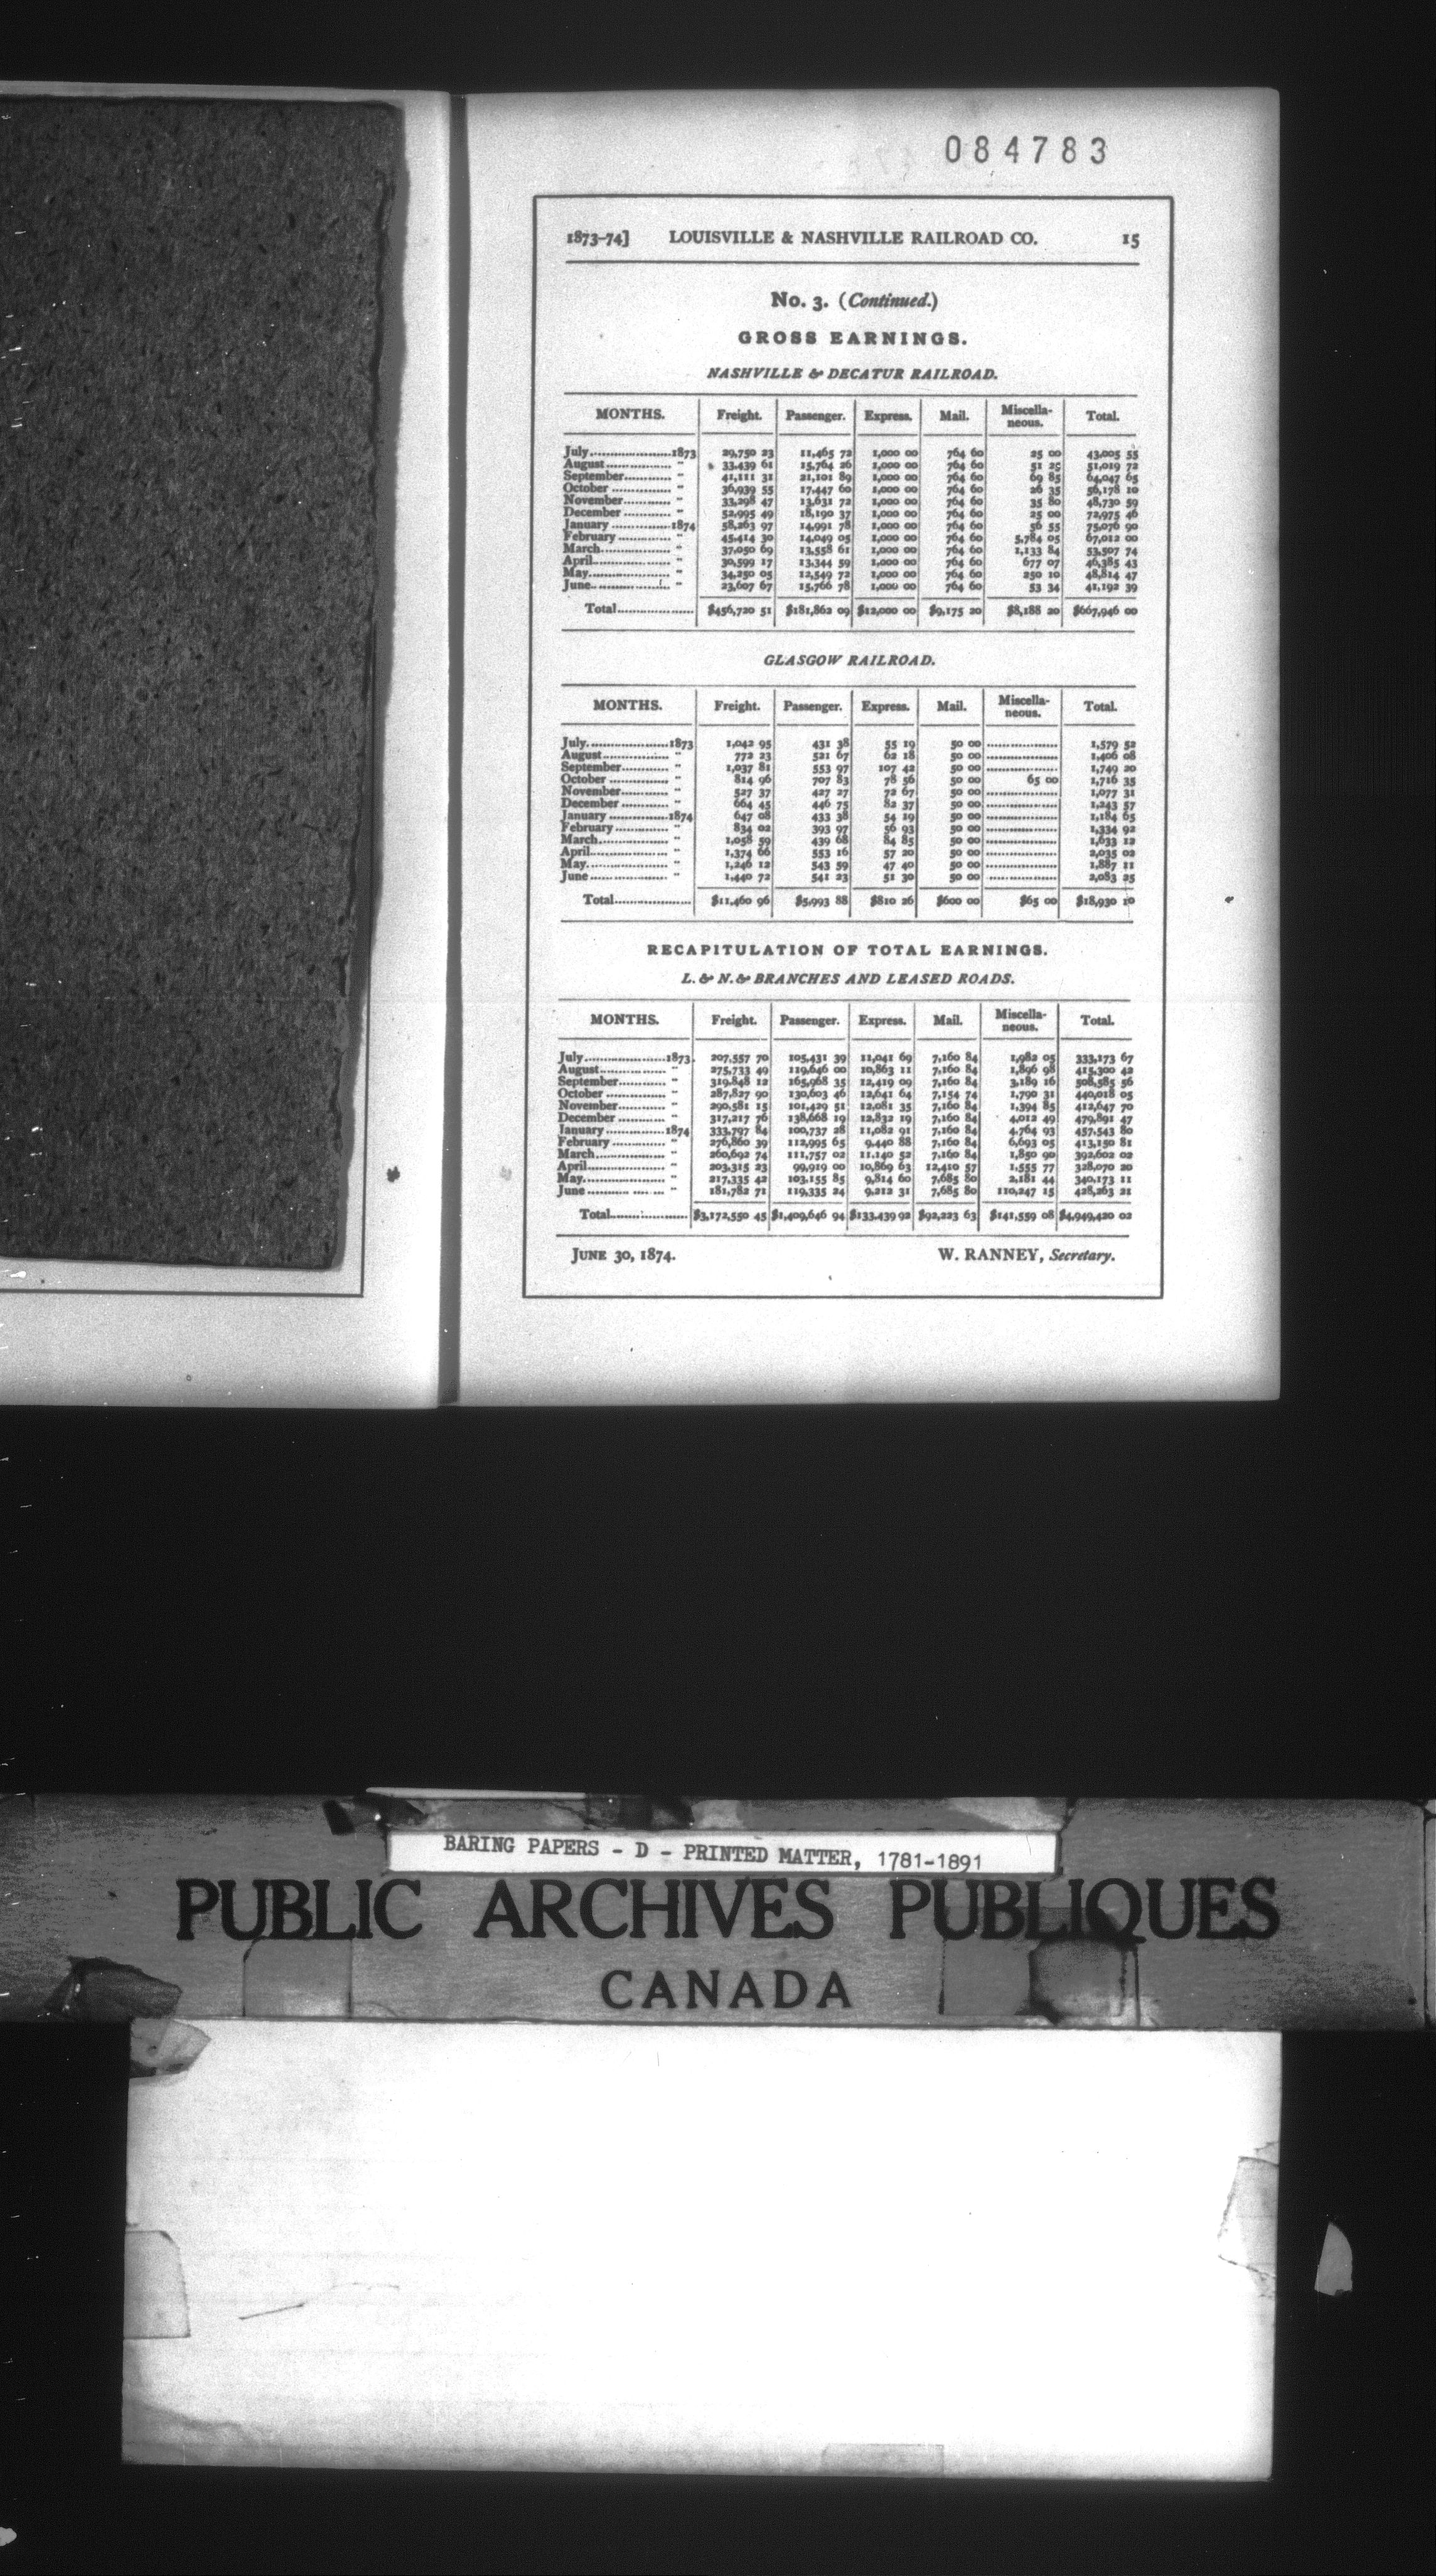 084783
1873-74] LOUISVILLE & NASHVILLE RAILROAD CO. 15
No. 3. (Continued.)
GROSS EARNINGS.
NASHVILLE & DECATUR RAILROAD.
MONTHS. Freight. Passenger. Express. Mail. Miscella-neous. Total.
July....................1873 29,750 23 11,465 72 1,000 00 764 60 25 00 43,005 55
August................. " 33,439 61 15,764 26 1,000 00 764 60 51 25 51,019 72
September............ " 41,111 31 21,101 89 1,000 00 764 60 69 85 64,047 65
October ............... " 36,939 55 17,447 60 1,000 00 764 60 26 35 56,178 10
November............ " 33,298 47 13,631 72 1,000 00 764 60 35 80 48,730 59
December ............ " 52,995 49 18,190 37 1,000 00 764 60 25 00 72,975 46
January ...............1874 58,263 97 14,991 78 1,000 00 764 60 56 55 75,076 90
February ............. " 45,414 30 14,049 05 1,000 00 764 60 5,784 05 67,012 00
March.................. " 37,050 69 13,558 61 1,000 00 764 60 1,133 84 53,507 74
April.................... " 30,599 17 13,344 59 1,000 00 764 60 677 07 46,385 43
May..................... " 34,250 05 12,549 72 1,000 00 764 60 250 10 48,814 47
June.................... " 23,607 67 15,766 78 1,000 00 764 60 53 34 41,192 39
Total................... $456,720 51 $181,862 09 $12,000 00 $9,175 20 $8,188 20 $667,946 00
GLASGOW RAILROAD.
MONTHS. Freight. Passenger. Express. Mail. Miscella-neous. Total.
July....................1873 1,042 95 431 38 55 19 50 00 .................. 1,579 52
August................. " 772 23 521 67 62 18 50 00 .................. 1,406 08
September............ " 1,037 81 553 97 107 42 50 00 .................. 1,749 20
October ............... " 814 96 707 83 78 56 50 00 65 00 1,716 35
November............ " 527 37 427 27 72 67 50 00 .................. 1,077 31
December ............ " 664 45 446 75 82 37 50 00 .................. 1,243 57
January ...............1874 647 08 433 38 54 19 50 00 .................. 1,184 65
February ............. " 834 02 393 97 56 93 50 00 .................. 1,334 92
March.................. " 1,058 59 439 68 84 85 50 00 .................. 1,633 12
April.................... " 1,374 66 553 16 57 20 50 00 .................. 2,035 02
May..................... " 1,246 12 543 59 47 40 50 00 .................. 1,887 11
June .................... " 1,440 72 541 23 51 30 50 00 .................. 2,083 25
Total................... $11,460 96 $5,993 88 $810 26 $600 00 $65 00 $18,930 10
RECAPITULATION OF TOTAL EARNINGS.
L. & N. & BRANCHES AND LEASED ROADS.
MONTHS. Freight. Passenger. Express. Mail. Miscella-neous. Total.
July....................1873 207,557 70 105,431 39 11,041 69 7,160 84 1,982 05 333,173 67
August................. " 275,733 49 119,646 00 10,863 11 7,160 84 1,896 98 415,300 42
September............ " 319,848 12 165,968 35 12,419 09 7,160 84 3,189 16 508,585 56
October ............... " 287,827 90 130,603 46 12,641 64 7,154 74 1,790 31 440,018 05
November............ " 290,581 15 101,429 51 12,081 35 7,160 84 1,394 85 412,647 70
December ............ " 317,217 76 138,668 19 12,832 19 7,160 84 4,012 49 479,891 47
January ...............1874 333,797 84 100,737 28 11,082 91 7,160 84 4,764 93 457,543 80
February ............. " 276,860 39 112,995 65 9,440 88 7,160 84 6,693 05 413,150 81
March.................. " 260,692 74 111,757 02 11,140 52 7,160 84 1,850 90 392,602 02
April.................... " 203,315 23 99,919 00 10,869 63 12,410 57 1,555 77 328,070 20
May..................... " 217,335 42 103,155 85 9,814 60 7,685 80 2,181 44 340,173 11
June .................... " 181,782 71 119,335 24 9,212 31 7,685 80 110,247 15 428,263 21
Total................... $3,172,550 45 $1,409,646 94 $133,439 92 $92,223 63 $141,559 08 $4,949,420 02
JUNE 30, 1874. W. RANNEY, Secretary.
BARING PAPERS - D - PRINTED MATTER, 1781-1891
PUBLIC ARCHIVES PUBLIQUES
CANADA